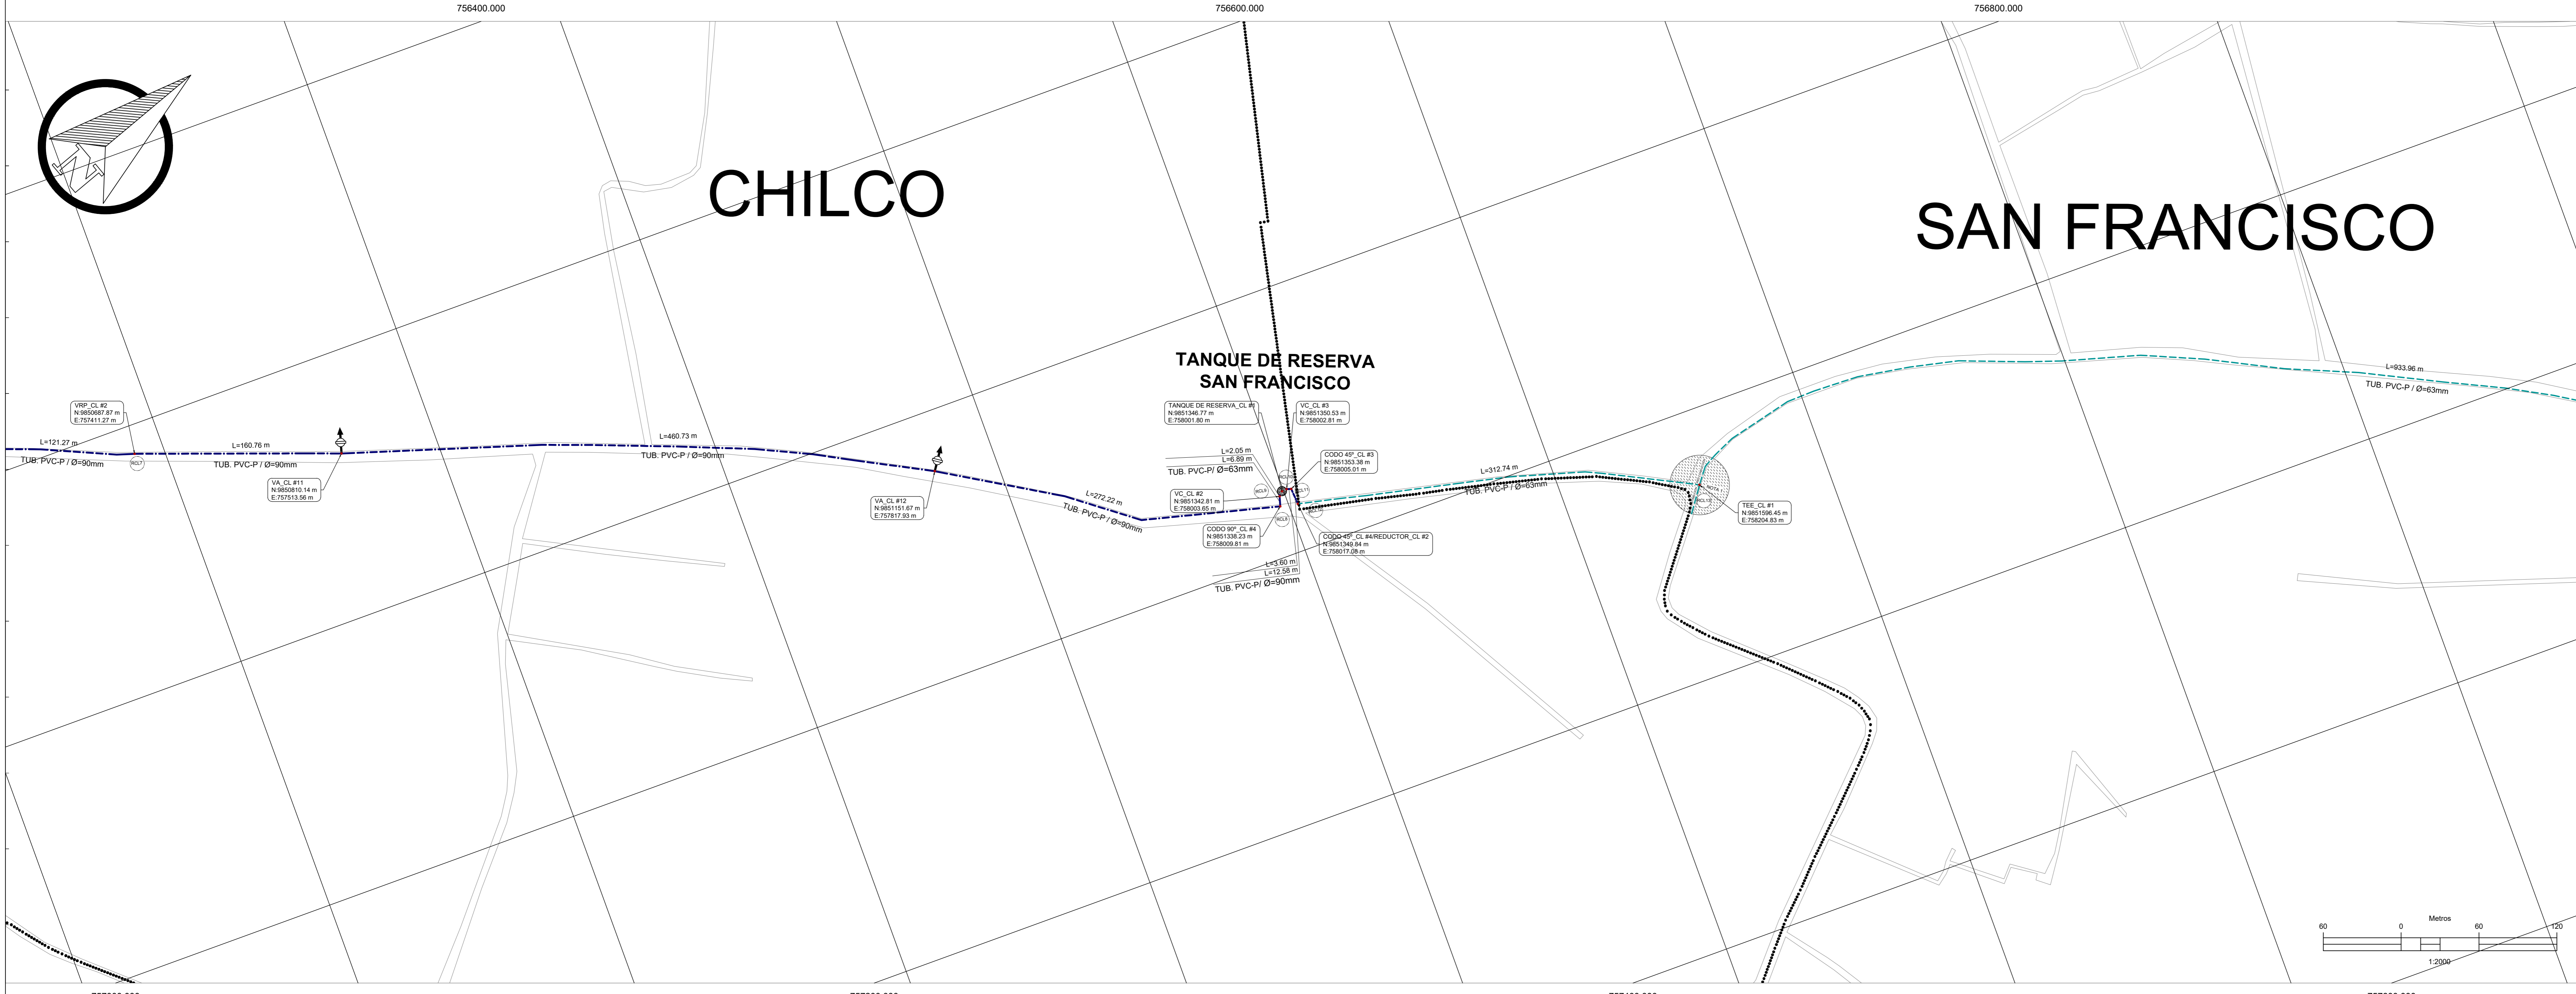 756400.000
756600.000
756800.000
N
CHILCO
SAN FRANCISCO
TANQUE DE RESERVA
SAN FRANCISCO
VRP_CL #2
N:9850687.87 m
E:757411.27 m
L=121.27 m
TUB. PVC-P / Ø=90mm
RCL7
L=160.76 m
TUB. PVC-P / Ø=90mm
VA_CL #11
N:9850810.14 m
E:757513.56 m
L=460.73 m
TUB. PVC-P / Ø=90mm
VA_CL #12
N:9851151.67 m
E:757817.93 m
L=272.22 m
TUB. PVC-P / Ø=90mm
TANQUE DE RESERVA_CL #1
N:9851346.77 m
E:758001.80 m
VC_CL #3
N:9851350.53 m
E:758002.81 m
L=2.05 m
L=6.89 m
TUB. PVC-P/ Ø=63mm
CODO 45º_CL #3
N:9851353.38 m
E:758005.01 m
VC_CL #2
N:9851342.81 m
E:758003.65 m
CODO 90º_CL #4
N:9851338.23 m
E:758009.81 m
CODO 45º_CL #4/REDUCTOR_CL #2
N:9851349.84 m
E:758017.08 m
L=3.60 m
L=12.58 m
TUB. PVC-P/ Ø=90mm
L=312.74 m
TUB. PVC-P / Ø=63mm
TEE_CL #1
N:9851596.45 m
E:758204.83 m
L=933.96 m
TUB. PVC-P / Ø=63mm
Metros
60 0 60 120
1:2000